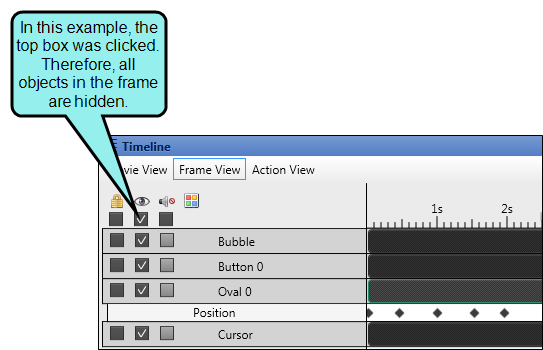 In this example, the
top box was clicked.
Therefore, all
objects in the frame
are hidden.
Timeline
vie View Frame View Action View
1s 2s
Bubble
Button 0
Oval 0
Position
Cursor